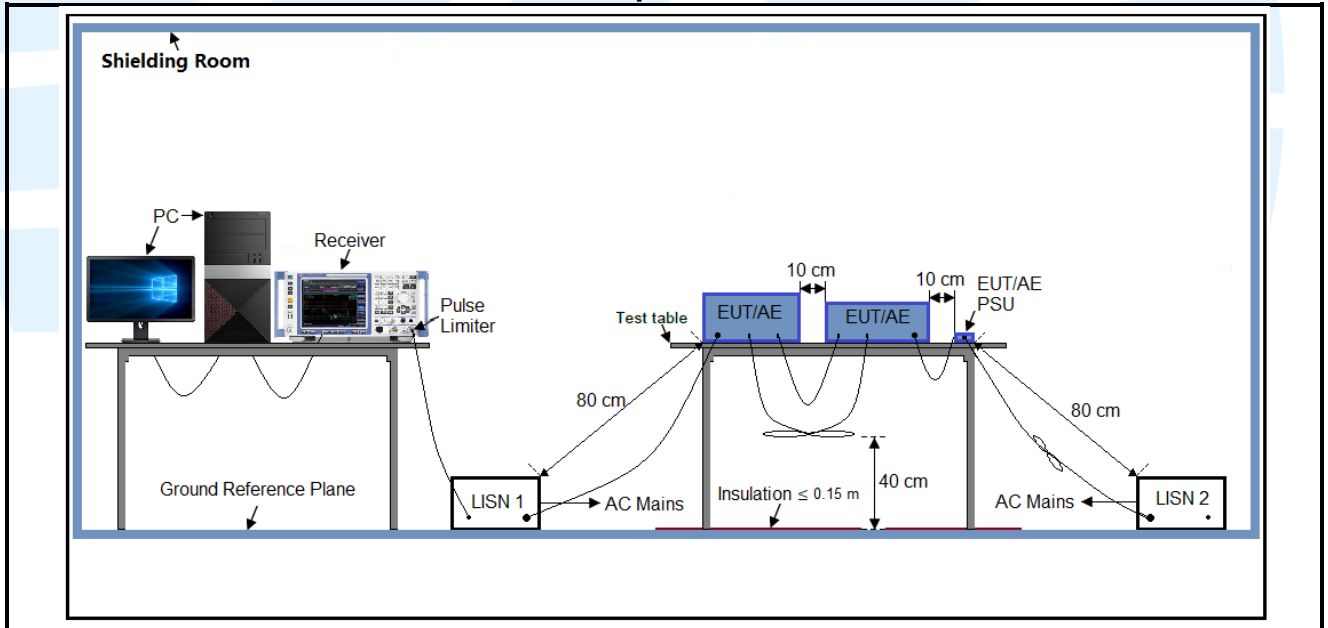 Shielding Room
PC
Receiver
Pulse
Limiter
10 cm
10 cm
EUT/AE
PSU
Test table
EUT/AE
EUT/AE
80 cm
80 cm
40 cm
Ground Reference Plane
LISN 1
AC Mains
Insulation ≤ 0.15 m
AC Mains
LISN 2